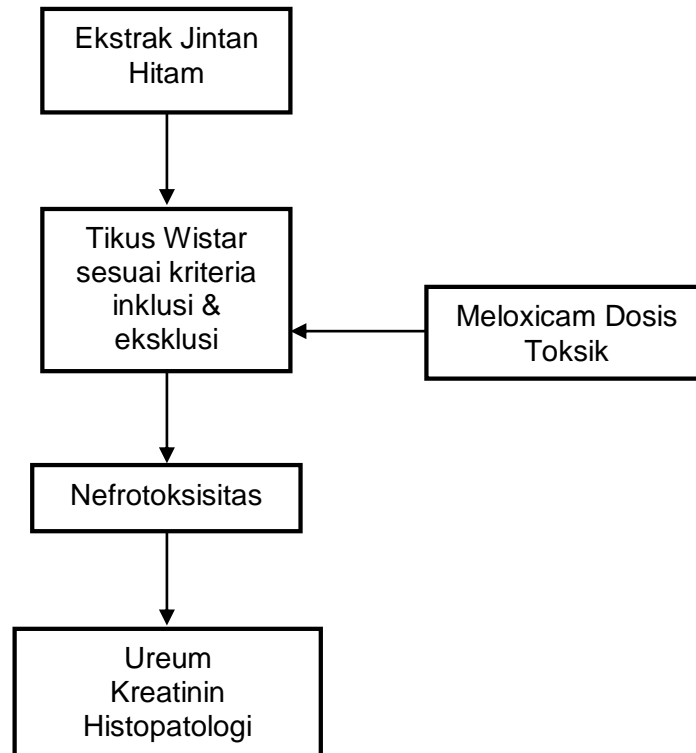 Ekstrak Jintan
Hitam
Tikus Wistar
sesuai kriteria
inklusi &
eksklusi
Meloxicam Dosis
Toksik
Nefrotoksisitas
Ureum
Kreatinin
Histopatologi